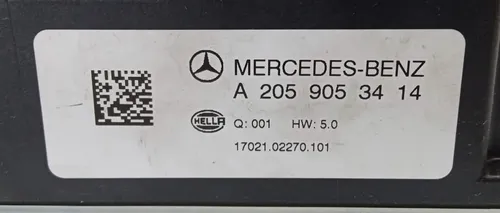 MERCEDES-BENZ
A 205 905 34 14
HELLA
Q: 001 HW: 5.0
17021.02270.101